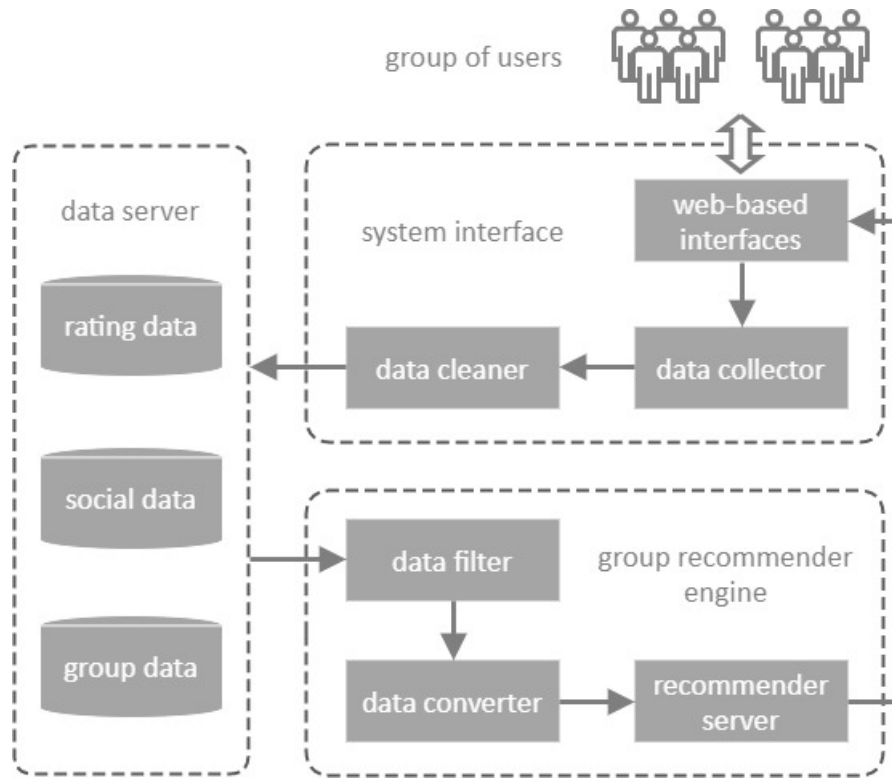 group of users
data server
rating data
social data
group data
system interface
web-based
interfaces
data cleaner
data collector
data filter
group recommender
engine
data converter
recommender
server